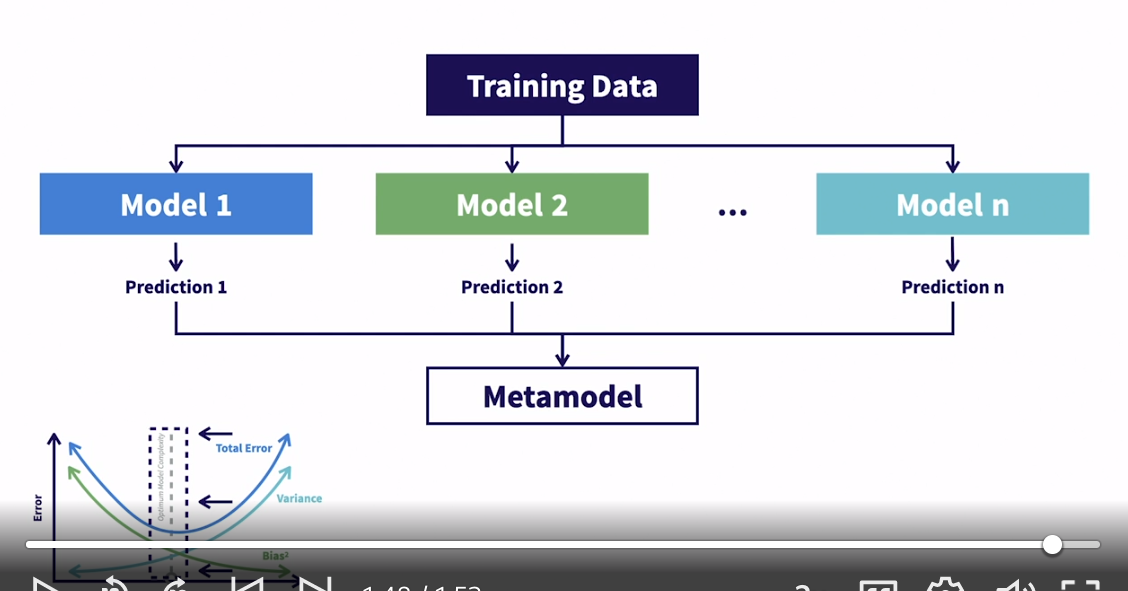 Training Data
Model 1
Model 2
...
Model n
Prediction 1
Prediction 2
Prediction n
Metamodel
Optimum Model Complexity
Total Error
Variance
Error
Bias²